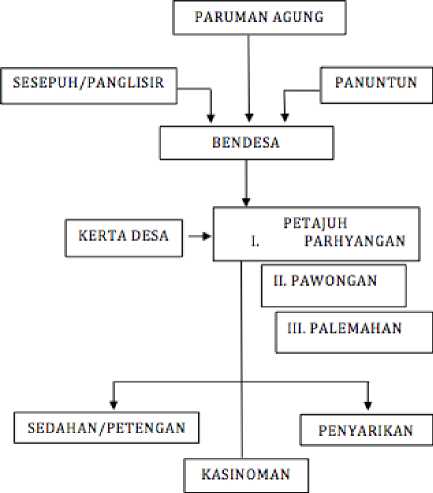 PARUMAN AGUNG
SESEPUH/PANGLISIR
PANUNTUN
BENDESA
KERTA DESA
PETAJUH
I. PARHYANGAN
II. PAWONGAN
III. PALEMAHAN
SEDAHAN/PETENGAN
PENYARIKAN
KASINOMAN